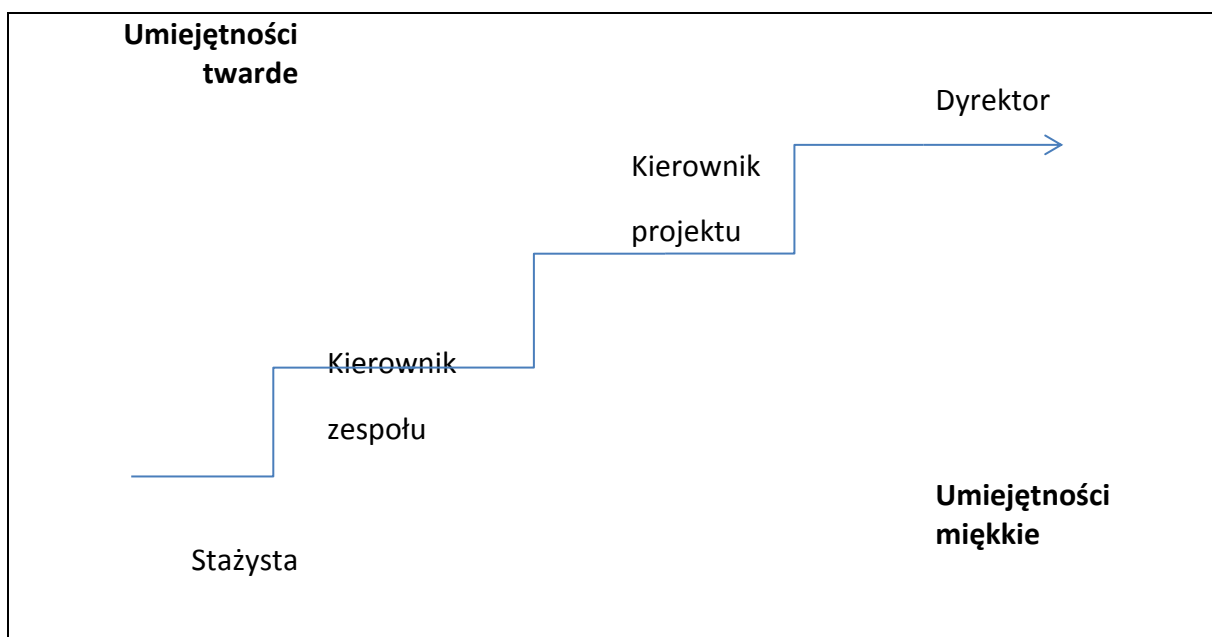 Umiejętności
twarde
Dyrektor
Kierownik
projektu
Kierownik
zespołu
Umiejętności
miękkie
Stażysta